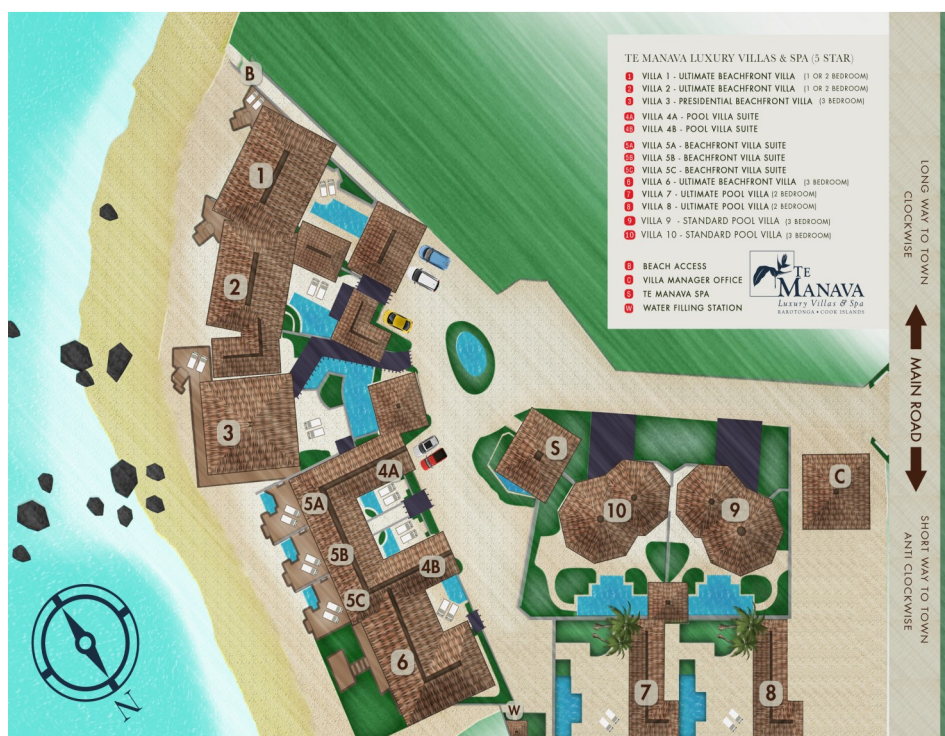 TE MANAVA LUXURY VILLAS & SPA (5 STAR)
1 VILLA 1 - ULTIMATE BEACHFRONT VILLA (1 OR 2 BEDROOM)
2 VILLA 2 - ULTIMATE BEACHFRONT VILLA (1 OR 2 BEDROOM)
3 VILLA 3 - PRESIDENTIAL BEACHFRONT VILLA (3 BEDROOM)
4A VILLA 4A - POOL VILLA SUITE
4B VILLA 4B - POOL VILLA SUITE
5A VILLA 5A - BEACHFRONT VILLA SUITE
5B VILLA 5B - BEACHFRONT VILLA SUITE
5C VILLA 5C - BEACHFRONT VILLA SUITE
6 VILLA 6 - ULTIMATE BEACHFRONT VILLA (3 BEDROOM)
7 VILLA 7 - ULTIMATE POOL VILLA (2 BEDROOM)
8 VILLA 8 - ULTIMATE POOL VILLA (2 BEDROOM)
9 VILLA 9 - STANDARD POOL VILLA (3 BEDROOM)
10 VILLA 10 - STANDARD POOL VILLA (3 BEDROOM)
B BEACH ACCESS
C VILLA MANAGER OFFICE
S TE MANAVA SPA
W WATER FILLING STATION
TE
MANAVA
Luxury Villas & Spa
RAROTONGA • COOK ISLANDS
LONG WAY TO TOWN
CLOCKWISE
MAIN ROAD
SHORT WAY TO TOWN
ANTI CLOCKWISE
B
1
2
3
4A
5A
5B
4B
5C
6
S
C
10
9
7
8
W
N